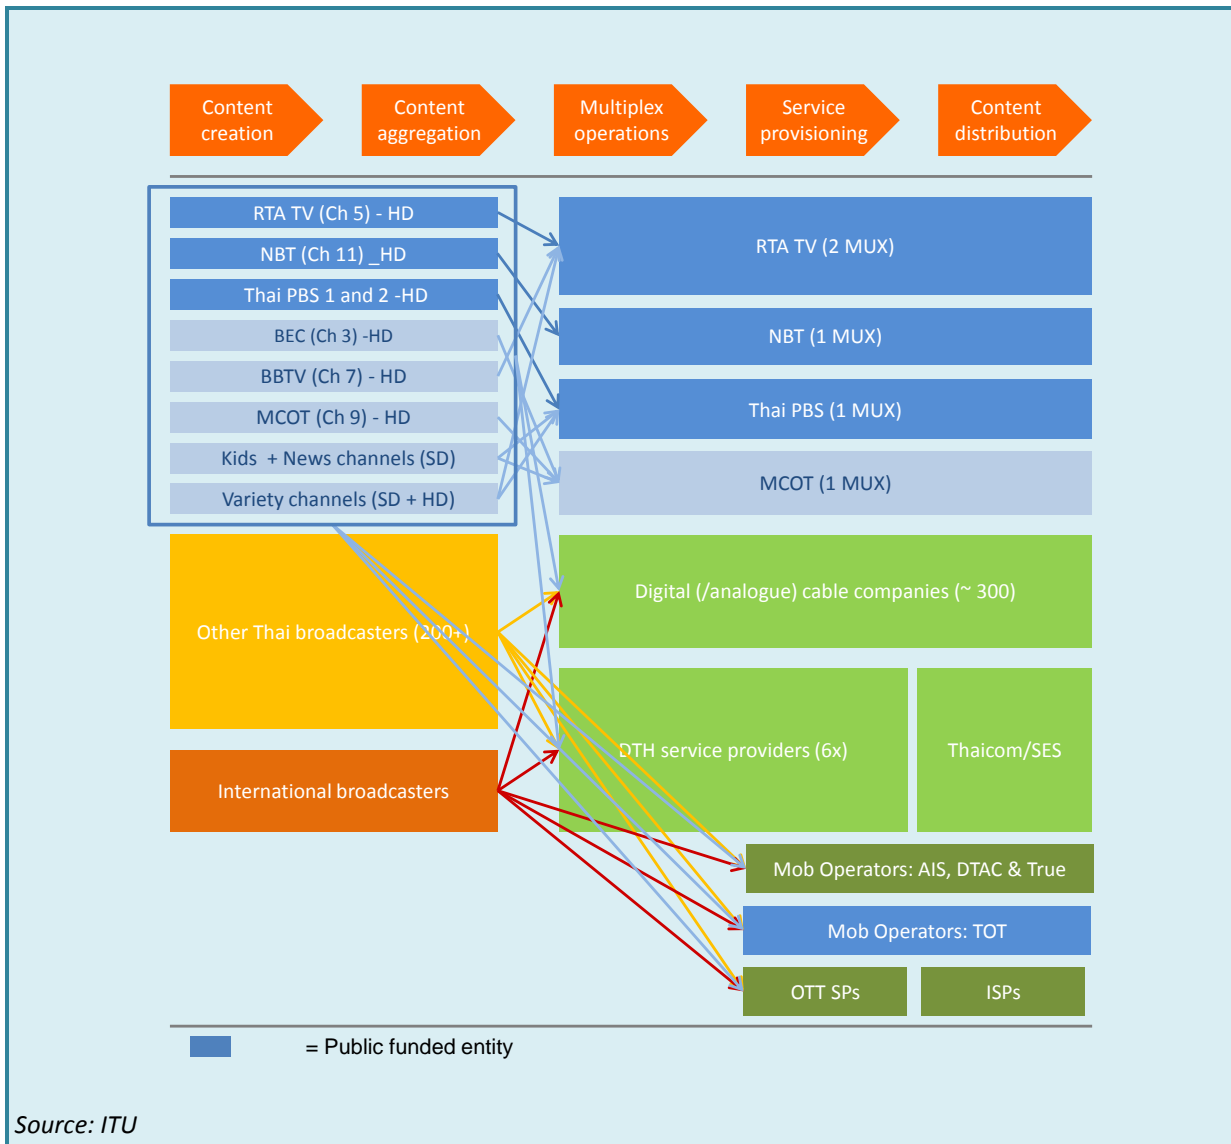 Content
creation
Content
aggregation
Multiplex
operations
Service
provisioning
Content
distribution
RTA TV (Ch 5) - HD
NBT (Ch 11) _HD
Thai PBS 1 and 2 -HD
BEC (Ch 3) -HD
BBTV (Ch 7) - HD
MCOT (Ch 9) - HD
Kids + News channels (SD)
Variety channels (SD + HD)
Other Thai broadcasters (200+)
International broadcasters
RTA TV (2 MUX)
NBT (1 MUX)
Thai PBS (1 MUX)
MCOT (1 MUX)
Digital (/analogue) cable companies (~ 300)
DTH service providers (6x)
Thaicom/SES
Mob Operators: AIS, DTAC & True
Mob Operators: TOT
OTT SPs
ISPs
= Public funded entity
Source: ITU